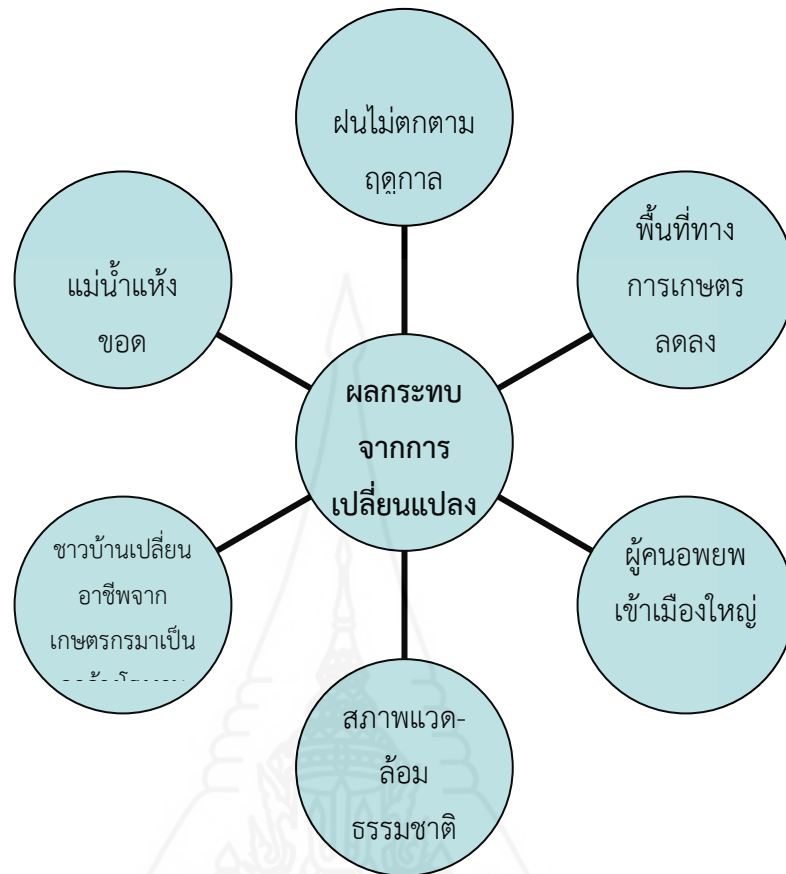 ฝนไม่ตกตาม
ฤดูกาล
พื้นที่ทาง
การเกษตร
ลดลง
แม่น้ำแห้ง
ขอด
ผลกระทบ
จากการ
เปลี่ยนแปลง
ชาวบ้านเปลี่ยน
อาชีพจาก
เกษตรกรมาเป็น
ผู้คนอพยพ
เข้าเมืองใหญ่
สภาพแวด-
ล้อม
ธรรมชาติ